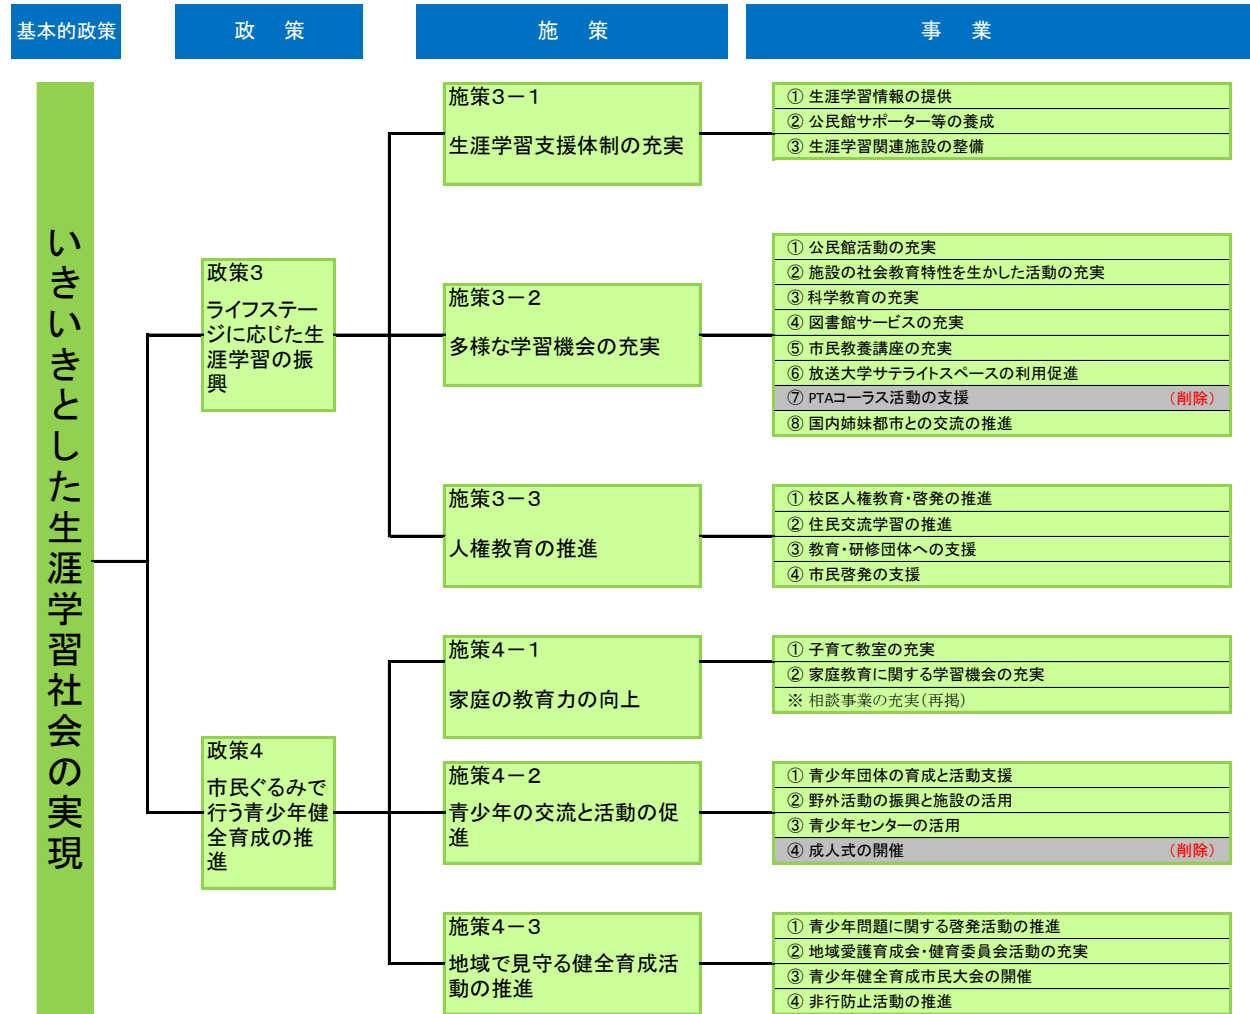 基本的政策
政　策
施　策
事　業
いきいきとした生涯学習社会の実現
政策3
ライフステー
ジに応じた生
涯学習の振
興
施策3－1
生涯学習支援体制の充実
① 生涯学習情報の提供
② 公民館サポーター等の養成
③ 生涯学習関連施設の整備
施策3－2
多様な学習機会の充実
① 公民館活動の充実
② 施設の社会教育特性を生かした活動の充実
③ 科学教育の充実
④ 図書館サービスの充実
⑤ 市民教養講座の充実
⑥ 放送大学サテライトスペースの利用促進
⑦ PTAコーラス活動の支援 （削除）
⑧ 国内姉妹都市との交流の推進
施策3－3
人権教育の推進
① 校区人権教育・啓発の推進
② 住民交流学習の推進
③ 教育・研修団体への支援
④ 市民啓発の支援
政策4
市民ぐるみで
行う青少年健
全育成の推
進
施策4－1
家庭の教育力の向上
① 子育て教室の充実
② 家庭教育に関する学習機会の充実
※ 相談事業の充実（再掲）
施策4－2
青少年の交流と活動の促
進
① 青少年団体の育成と活動支援
② 野外活動の振興と施設の活用
③ 青少年センターの活用
④ 成人式の開催 （削除）
施策4－3
地域で見守る健全育成活
動の推進
① 青少年問題に関する啓発活動の推進
② 地域愛護育成会・健育委員会活動の充実
③ 青少年健全育成市民大会の開催
④ 非行防止活動の推進